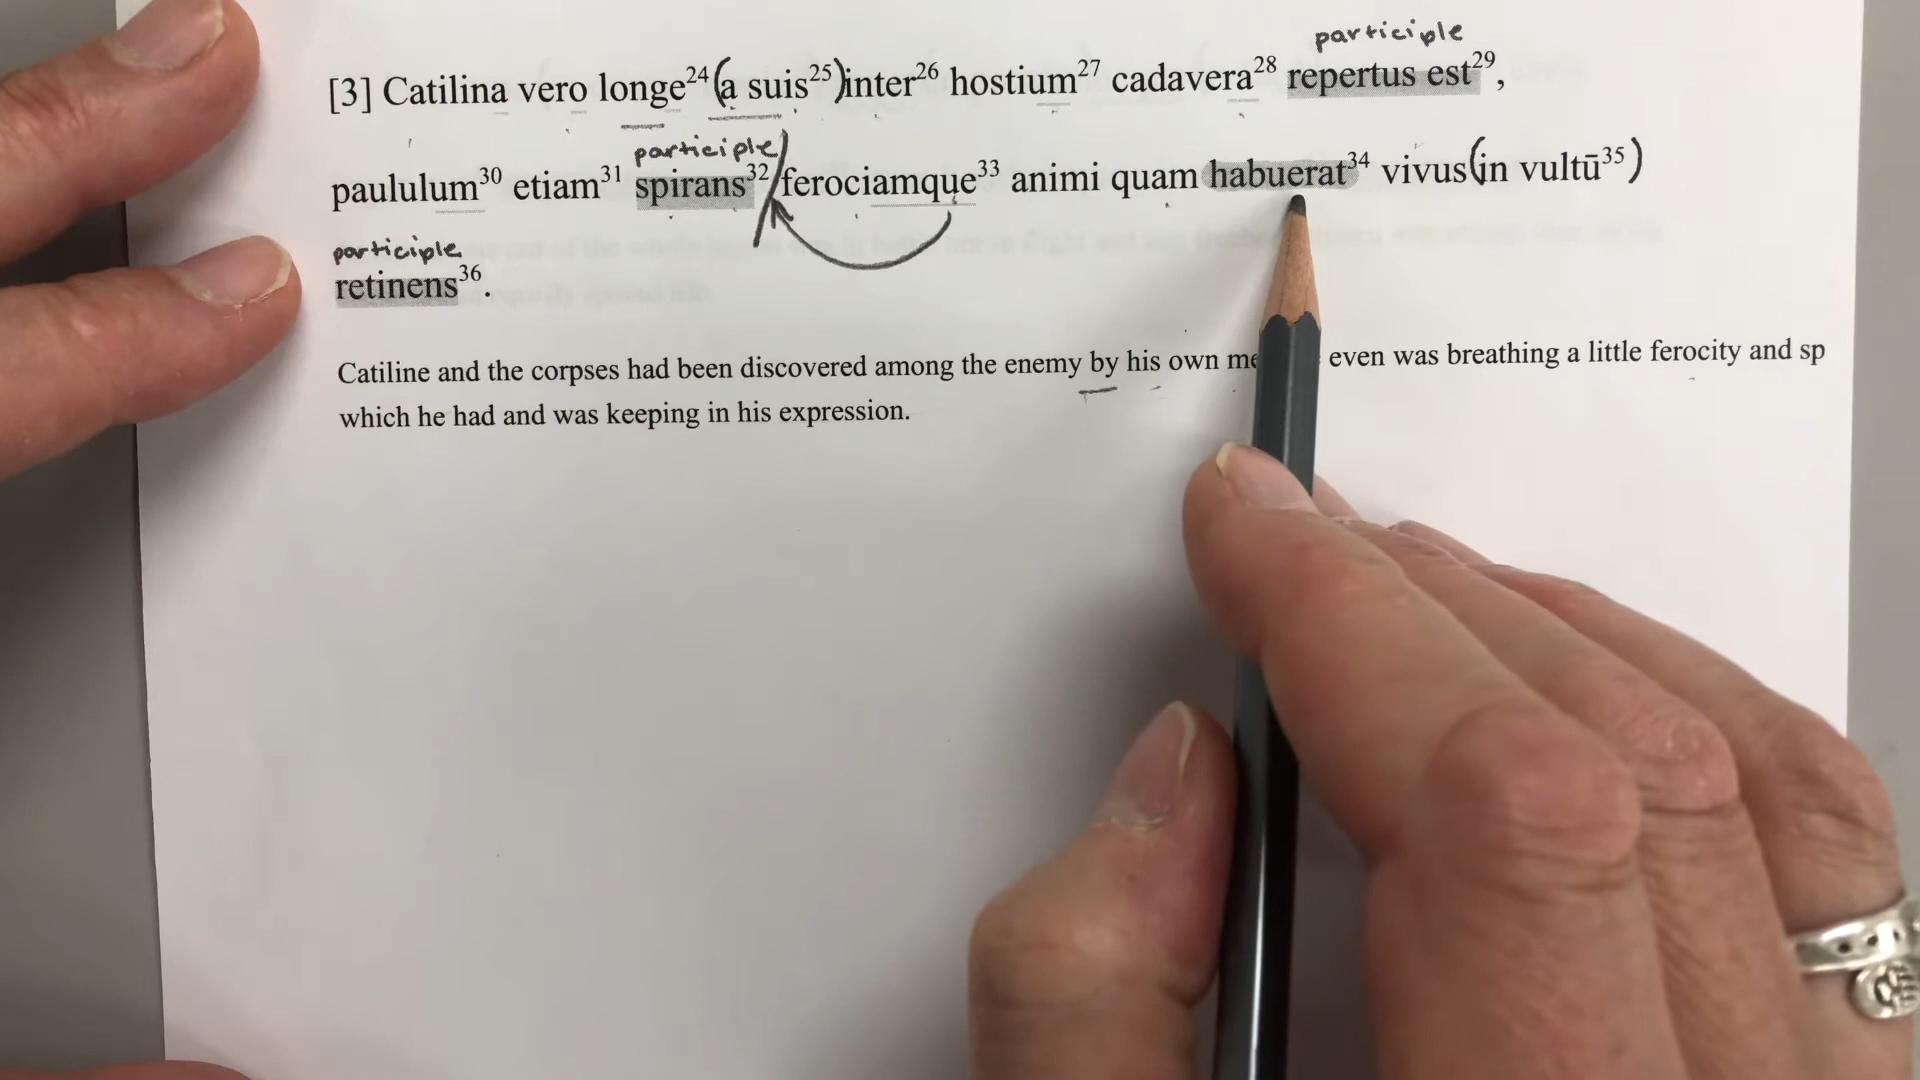 participle
[3] Catilina vero longe24 (a suis25) inter26 hostium27 cadavera28 repertus est29,
participle
paululum30 etiam31 spirans32 / ferociamque33 animi quam habuerat34 vivus (in vultū35)
participle
retinens36.
Catiline and the corpses had been discovered among the enemy by his own even was breathing a little ferocity and sp
which he had and was keeping in his expression.